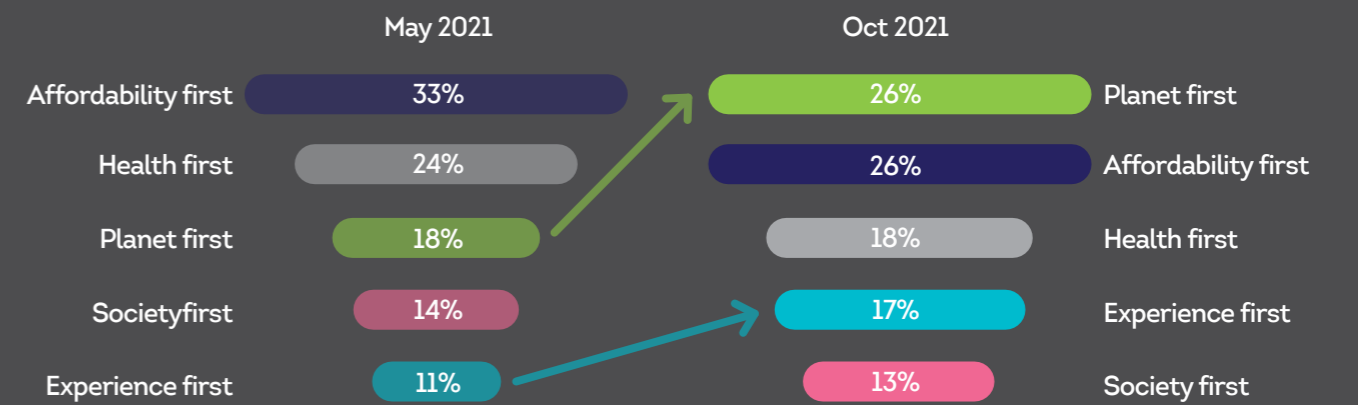 May 2021 Oct 2021
Affordability first 33% 26% Planet first
Health first 24% 26% Affordability first
Planet first 18% 18% Health first
Societyfirst 14% 17% Experience first
Experience first 11% 13% Society first